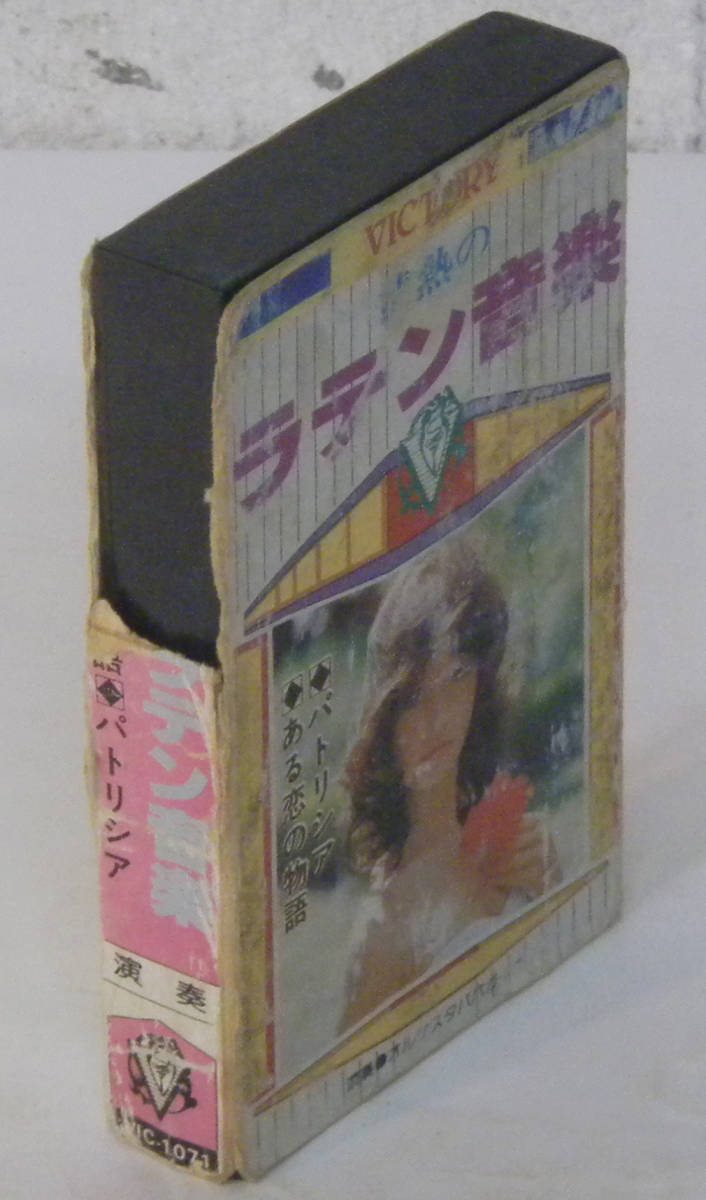 VICTORY
熱の
ラテン音楽
◈パトリシア
◈ある恋の物語
ラテン音楽
◈パトリシア
演奏
VIC-1071